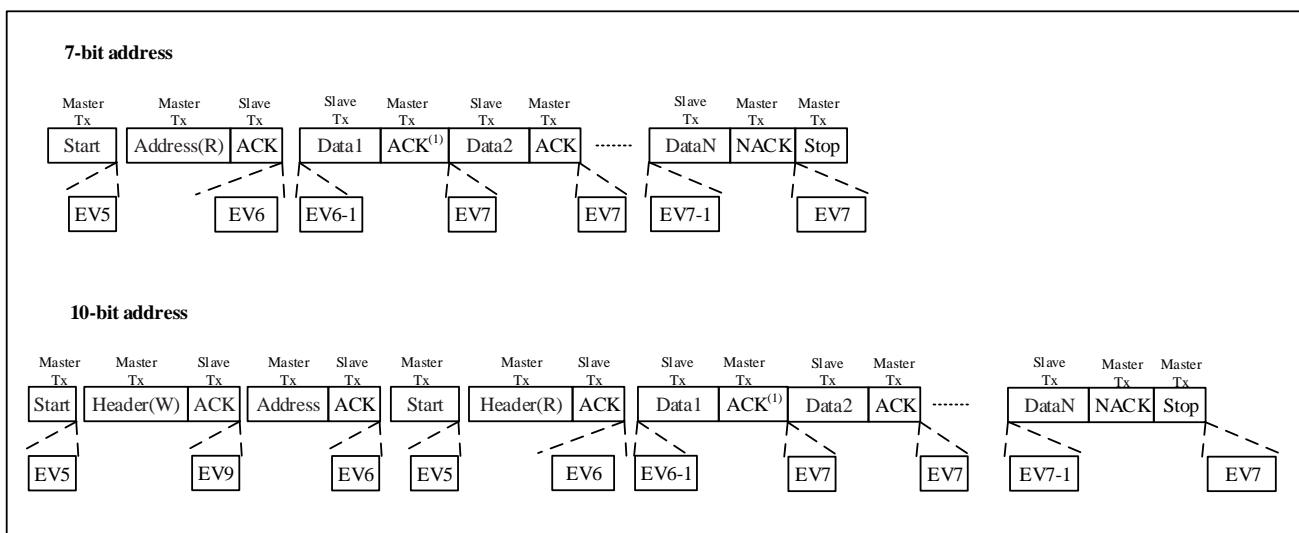 7-bit address
Master Tx Master Tx Slave Tx Slave Tx Master Tx Slave Tx Master Tx Slave Tx Master Tx Master Tx
Start Address(R) ACK Data1 ACK(1) Data2 ACK ....... DataN NACK Stop
EV5 EV6 EV6-1 EV7 EV7 EV7-1 EV7
10-bit address
Master Tx Master Tx Slave Tx Master Tx Slave Tx Master Tx Master Tx Slave Tx Slave Tx Master Tx Slave Tx Master Tx Slave Tx Master Tx Master Tx
Start Header(W) ACK Address ACK Start Header(R) ACK Data1 ACK(1) Data2 ACK ....... DataN NACK Stop
EV5 EV9 EV6 EV5 EV6 EV6-1 EV7 EV7 EV7-1 EV7